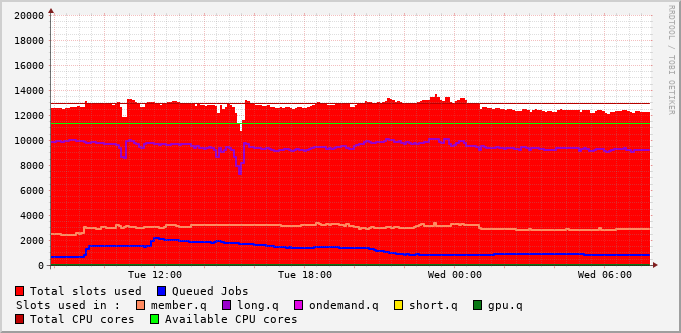 RRDTOOL / TOBI OETIKER
20000
18000
16000
14000
12000
10000
8000
6000
4000
2000
0
Tue 12:00 Tue 18:00 Wed 00:00 Wed 06:00
Total slots used Queued Jobs
Slots used in : member.q long.q ondemand.q short.q gpu.q
Total CPU cores Available CPU cores